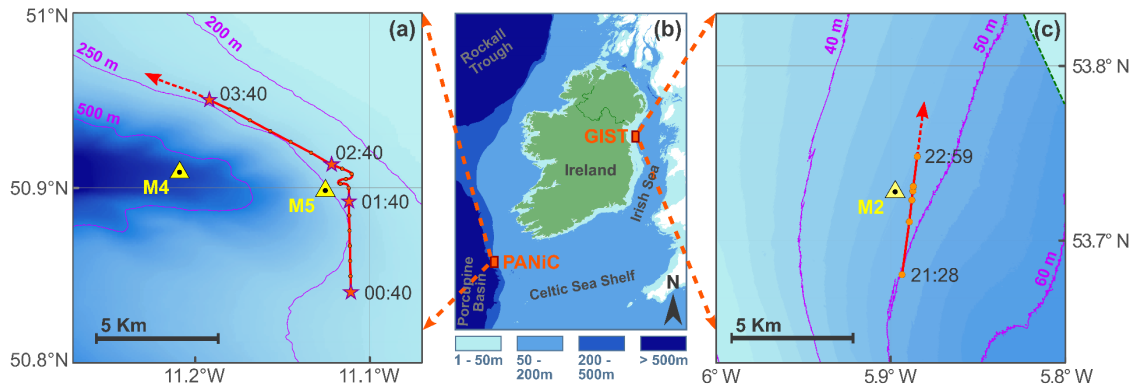 51° N
50.9° N
50.8° N
11.2° W
11.1° W
(a)
200 m
250 m
500 m
03:40
02:40
01:40
00:40
M4
M5
5 Km
(b)
Rockall
Trough
GIST
Ireland
Irish Sea
PANiC
Porcupine
Basin
Celtic Sea Shelf
N
1 - 50m
50 -
200m
200 -
500m
> 500m
(c)
40 m
50 m
60 m
22:59
21:28
M2
5 Km
53.8° N
53.7° N
6° W
5.9° W
5.8° W